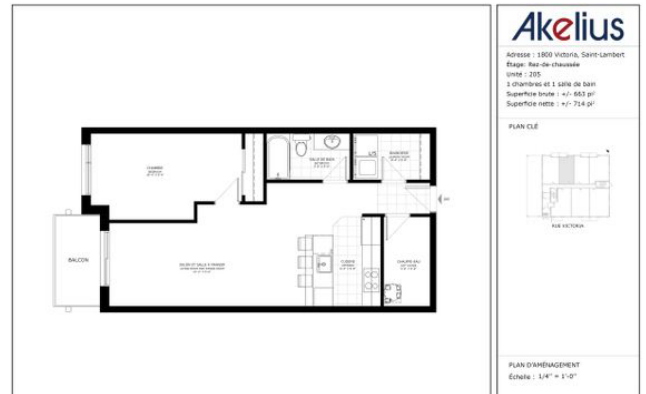 Akelius
Adresse : 1800 Victoria, Saint-Lambert
Étage: Rez-de-chaussée
Unité : 205
1 chambres et 1 salle de bain
Superficie brute : +/- 663 pi²
Superficie nette : +/- 714 pi²
PLAN CLÉ
RUE VICTORIA
CHAMBRE
SALLE DE BAIN
BALCON
SALON ET SALLE À MANGER
CUISINE
CHAUFFE EAU
PLAN D'AMÉNAGEMENT
Échelle : 1/4" = 1'-0"